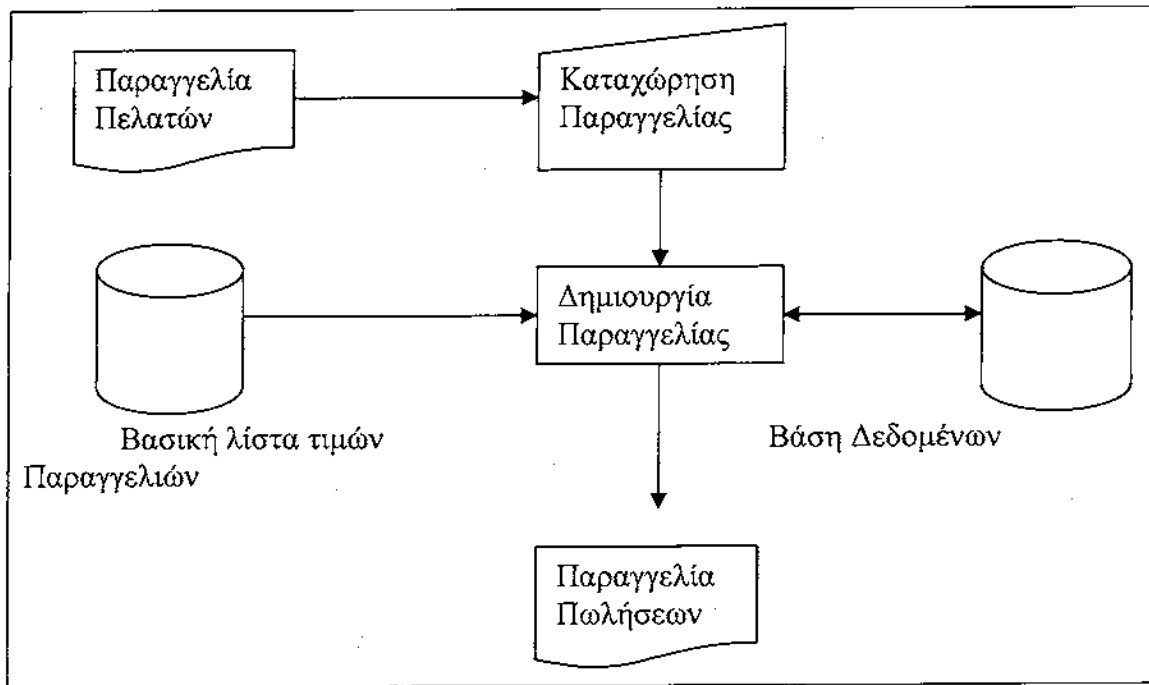 Παραγγελία
Πελατών
Καταχώρηση
Παραγγελίας
Δημιουργία
Παραγγελίας
Βασική λίστα τιμών
Παραγγελιών
Βάση Δεδομένων
Παραγγελία
Πωλήσεων